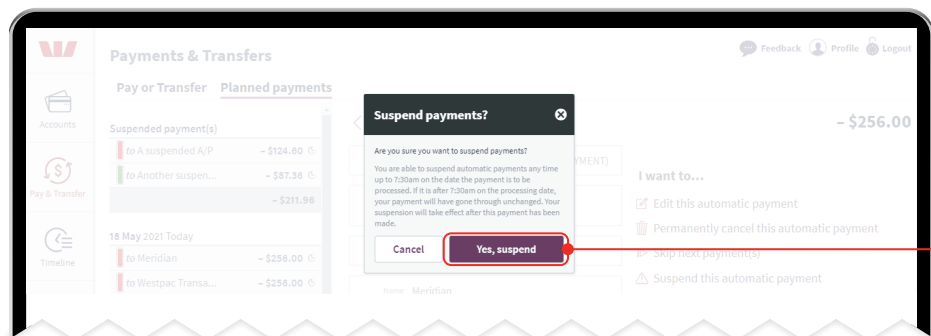 Payments & Transfers
Feedback Profile Logout
Pay or Transfer Planned payments
Accounts
Suspended payment(s)
to A suspended A/P – $124.60
to Another suspen... – $87.36
– $211.96
Pay & Transfer
18 May 2021 Today
to Meridian – $256.00
to Westpac Transa... – $256.00
Timeline
Suspend payments?
Are you sure you want to suspend payments?
You are able to suspend automatic payments any time
up to 7:30am on the date the payment is to be
processed. If it is after 7:30am on the processing date,
your payment will have gone through unchanged. Your
suspension will take effect after this payment has been
made.
Cancel Yes, suspend
YMENT)
Name Meridian
– $256.00
I want to...
Edit this automatic payment
Permanently cancel this automatic payment
Skip next payment(s)
Suspend this automatic payment